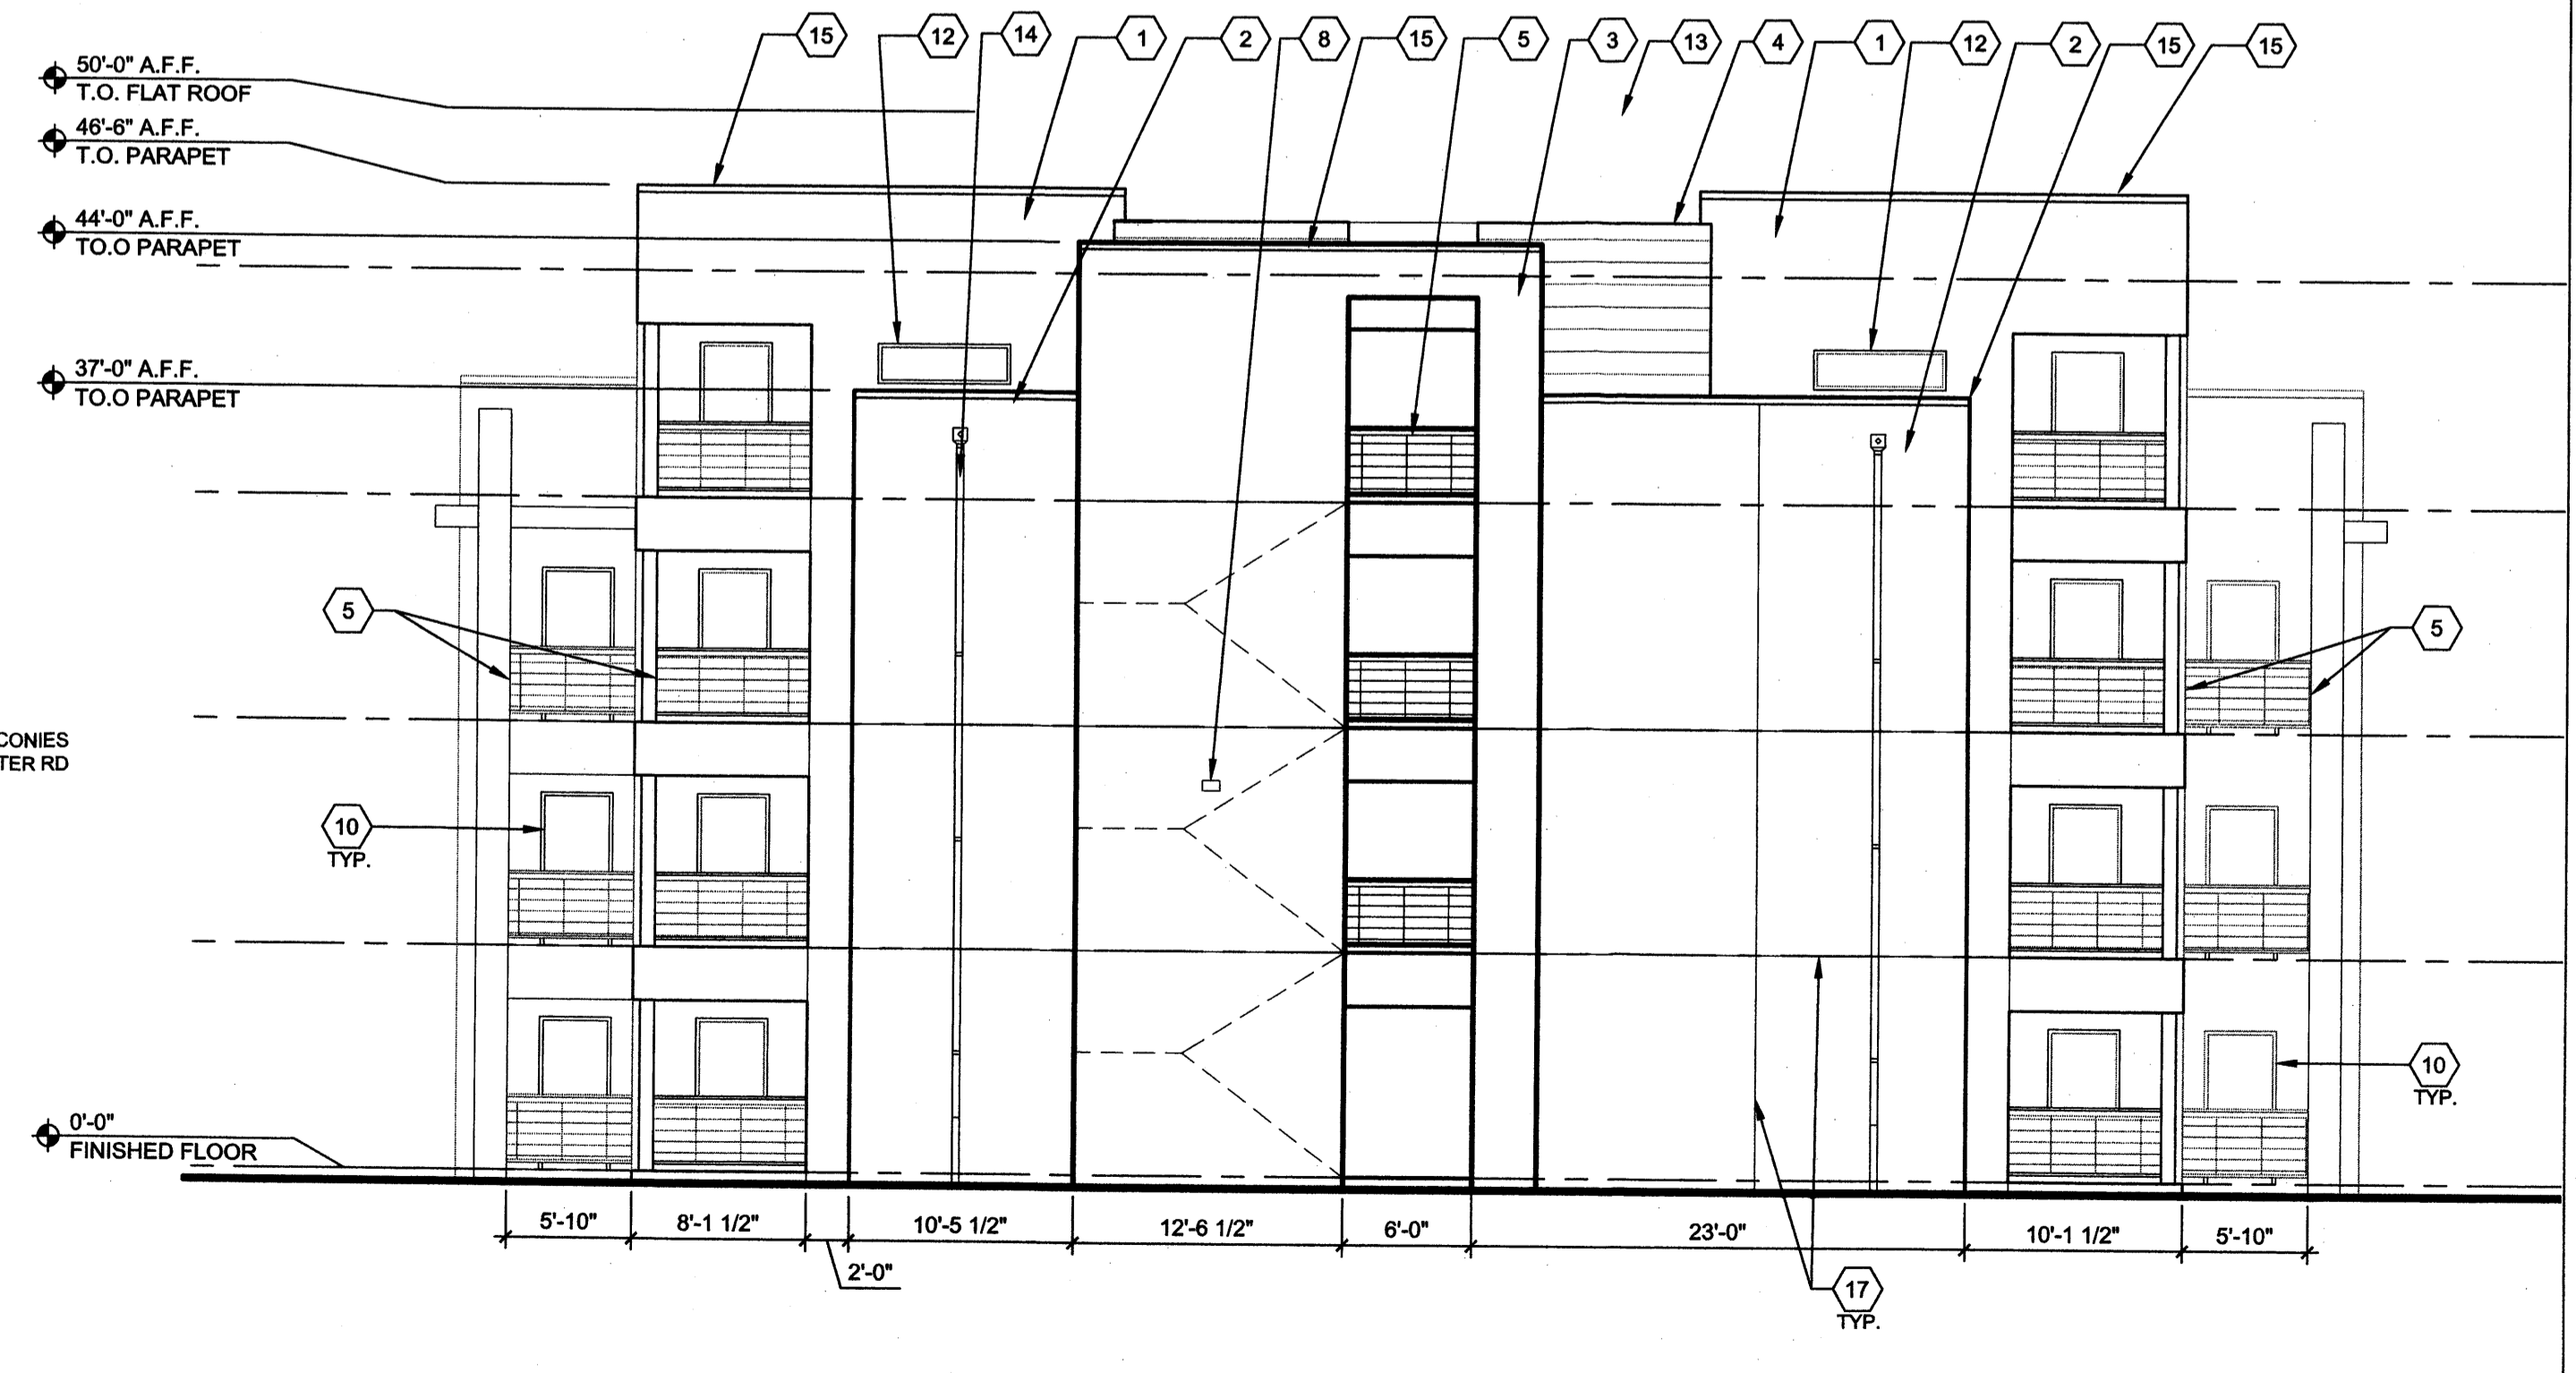 15
12
14
1
2
8
15
5
3
13
4
1
12
2
15
15
50'-0" A.F.F.
T.O. FLAT ROOF
46'-6" A.F.F.
T.O. PARAPET
44'-0" A.F.F.
TO.O PARAPET
37'-0" A.F.F.
TO.O PARAPET
5
5
CONIES
TER RD
10
TYP.
10
TYP.
0'-0"
FINISHED FLOOR
5'-10"
8'-1 1/2"
10'-5 1/2"
12'-6 1/2"
6'-0"
23'-0"
10'-1 1/2"
5'-10"
2'-0"
17
TYP.